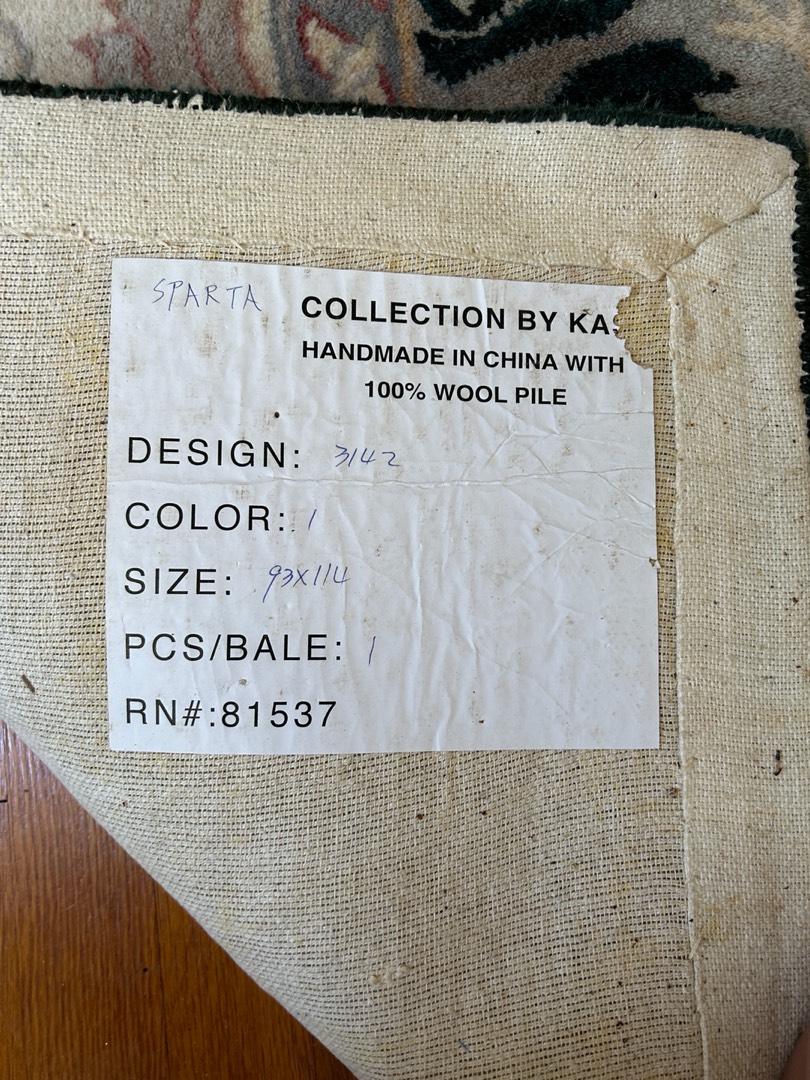 SPARTA COLLECTION BY KAS
HANDMADE IN CHINA WITH
100% WOOL PILE
DESIGN: 3142
COLOR: 1
SIZE: 93X114
PCS/BALE: 1
RN#:81537